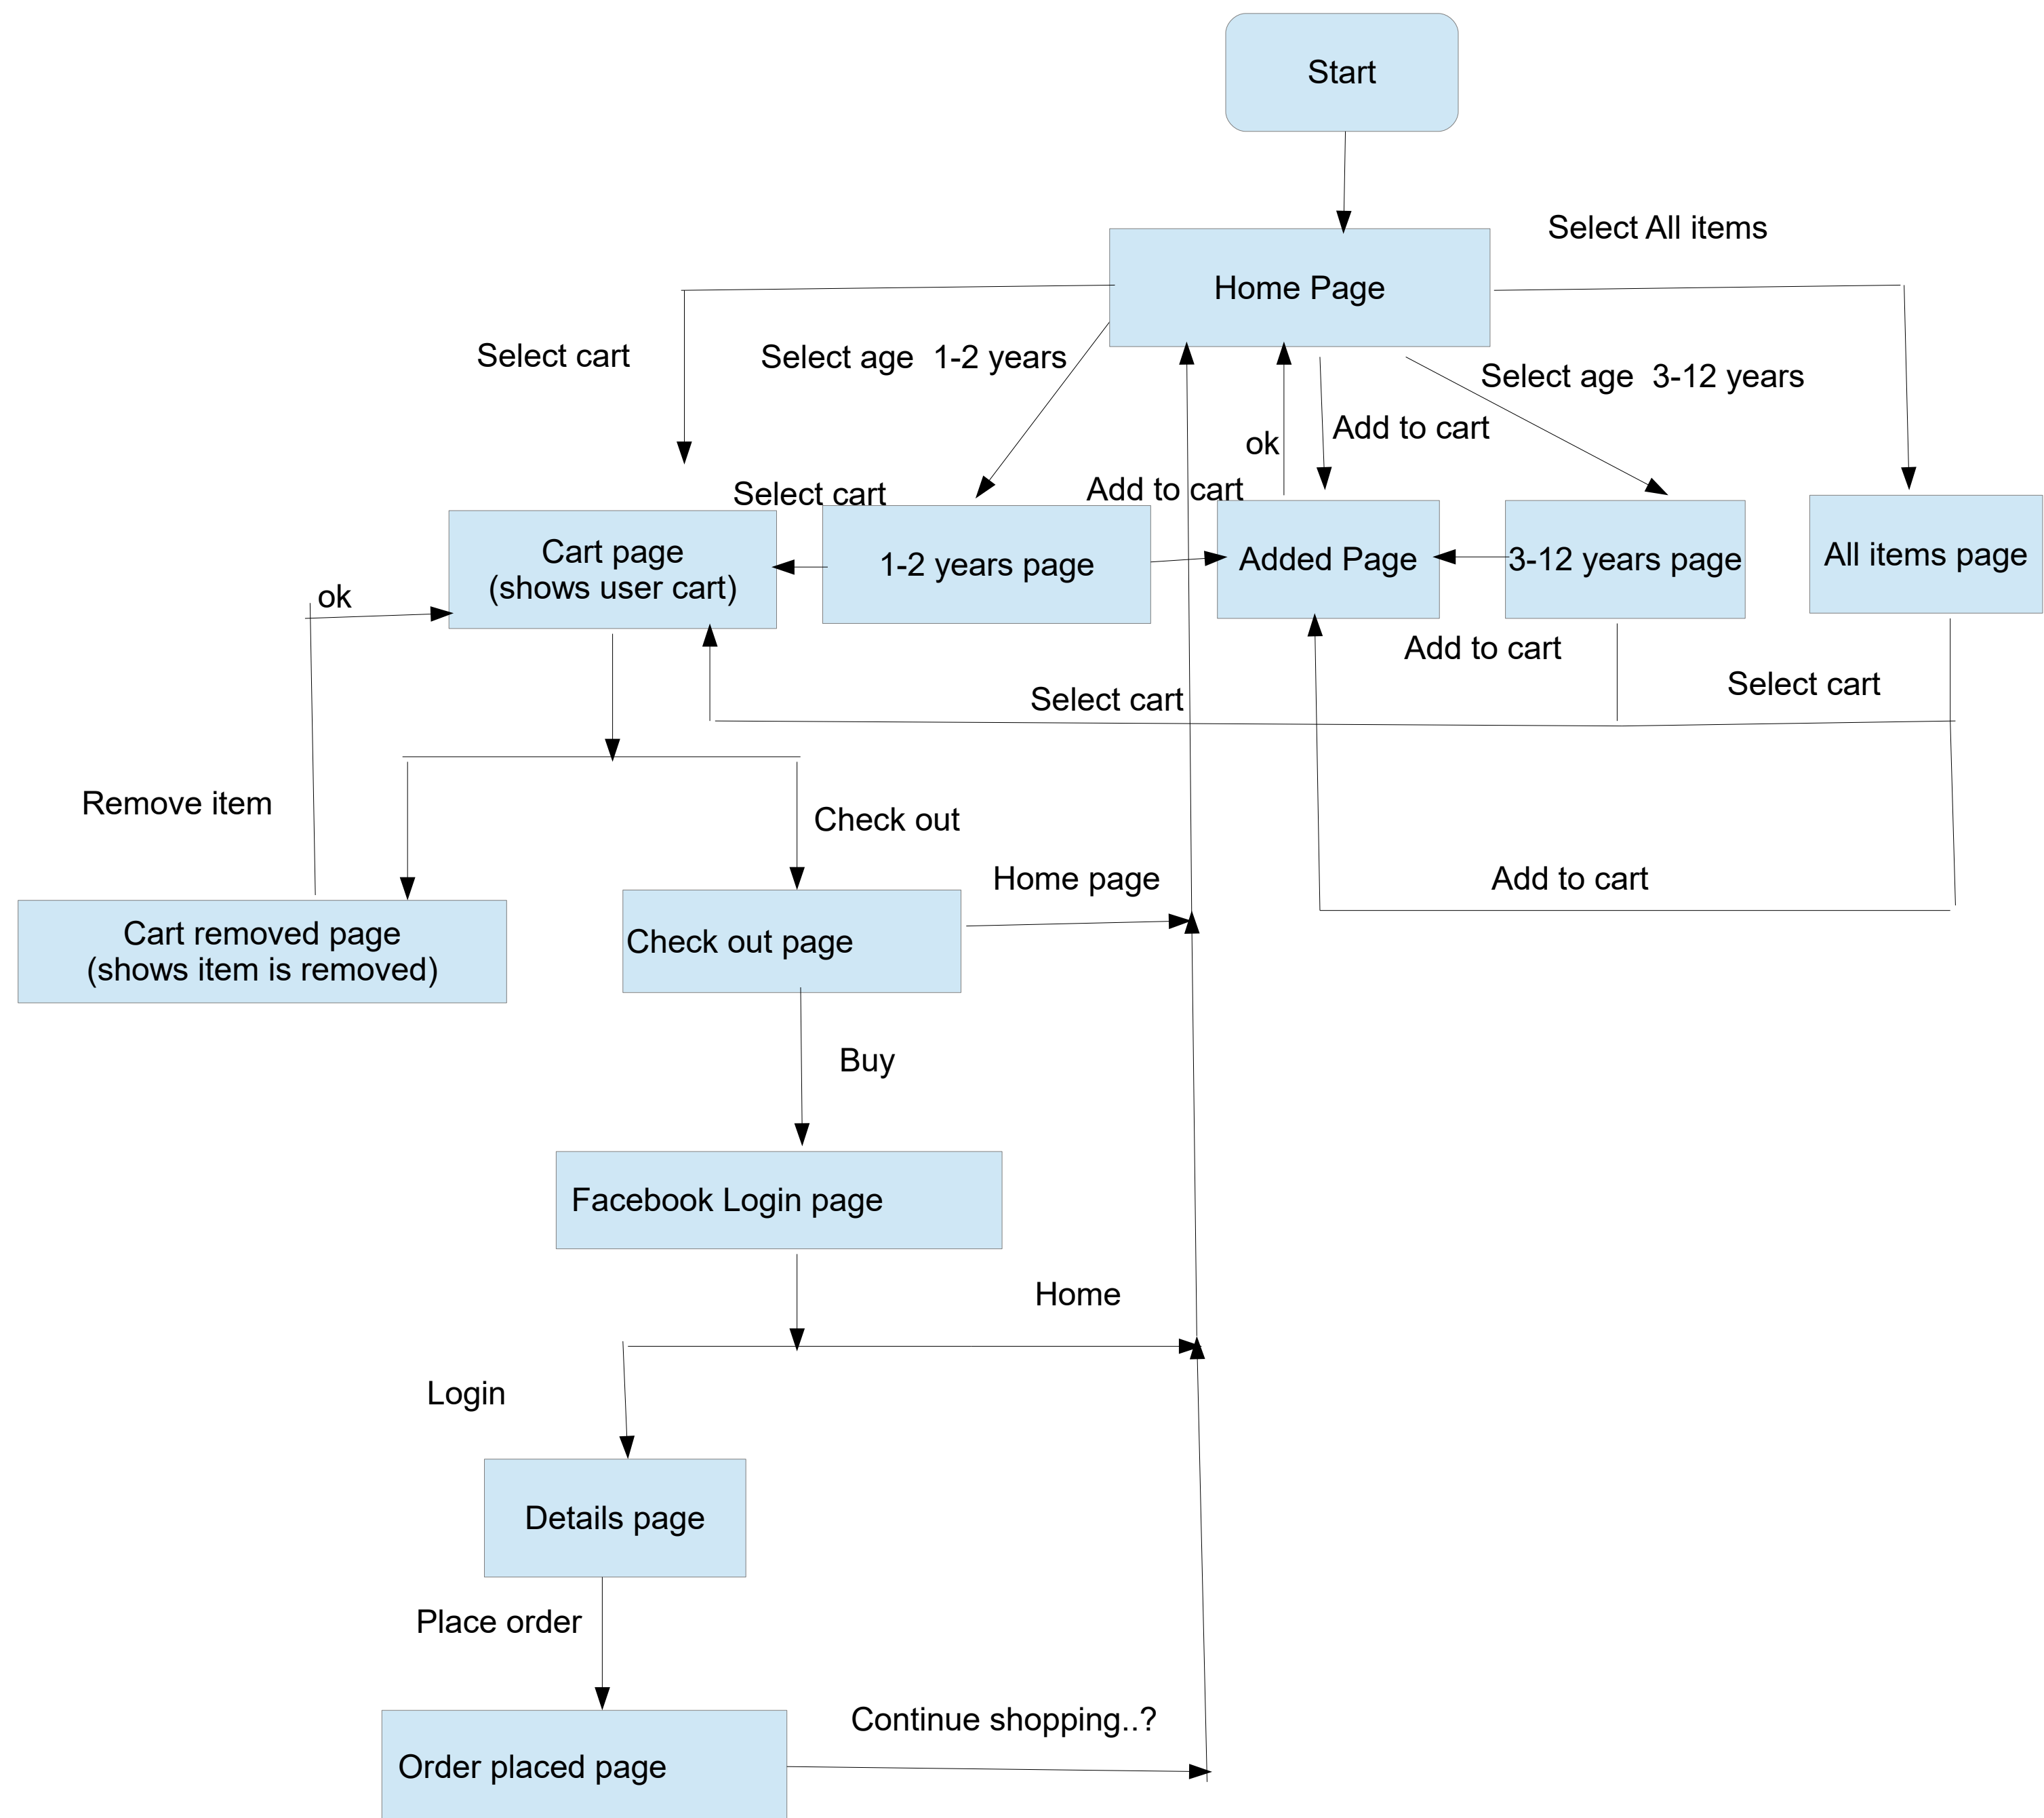 Start
Select All items
Home Page
Select cart
Select age  1-2 years
Select age  3-12 years
Add to cart
ok
Select cart
Add to cart
Cart page
(shows user cart)
1-2 years page
Added Page
3-12 years page
All items page
ok
Add to cart
Select cart
Select cart
Remove item
Check out
Home page
Add to cart
Cart removed page
(shows item is removed)
Check out page
Buy
Facebook Login page
Home
Login
Details page
Place order
Continue shopping..?
Order placed page